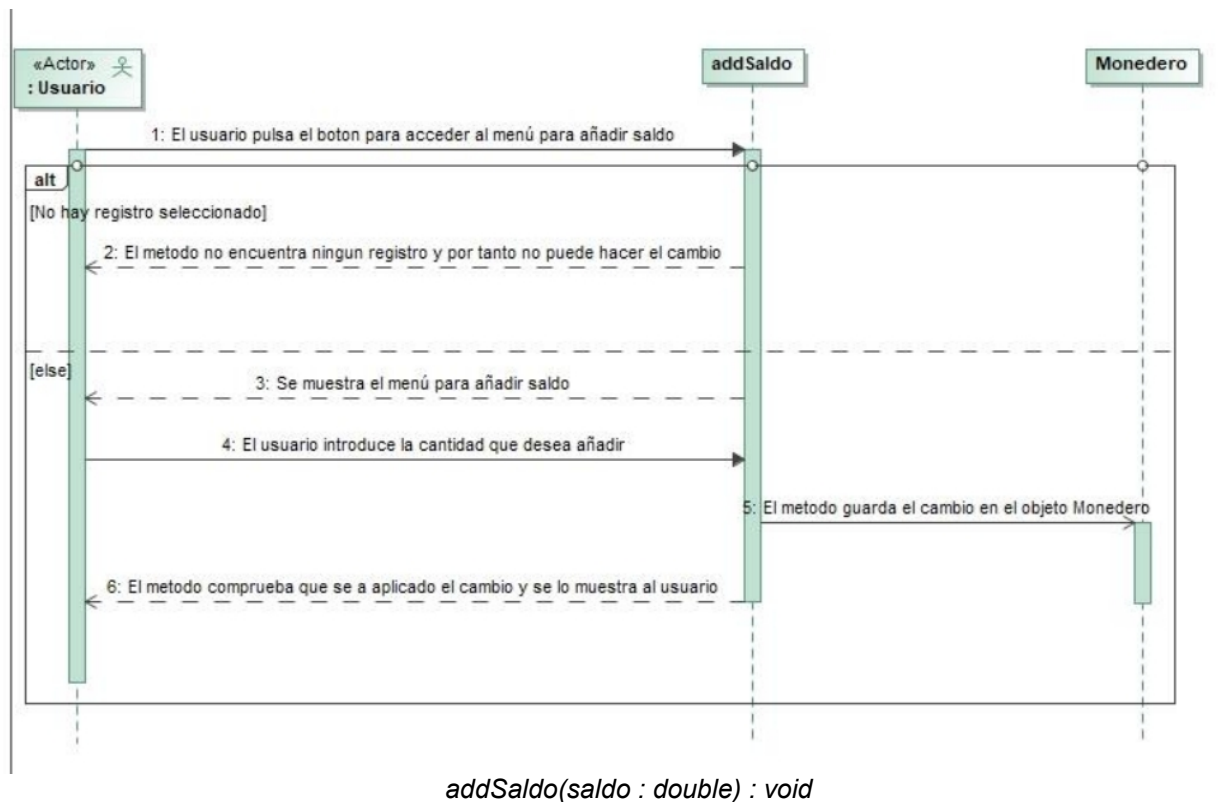 «Actor»
: Usuario
addSaldo
Monedero
1: El usuario pulsa el boton para acceder al menú para añadir saldo
alt
[No hay registro seleccionado]
2: El metodo no encuentra ningun registro y por tanto no puede hacer el cambio
[else]
3: Se muestra el menú para añadir saldo
4: El usuario introduce la cantidad que desea añadir
5: El metodo guarda el cambio en el objeto Monedero
6: El metodo comprueba que se a aplicado el cambio y se lo muestra al usuario
addSaldo(saldo : double) : void